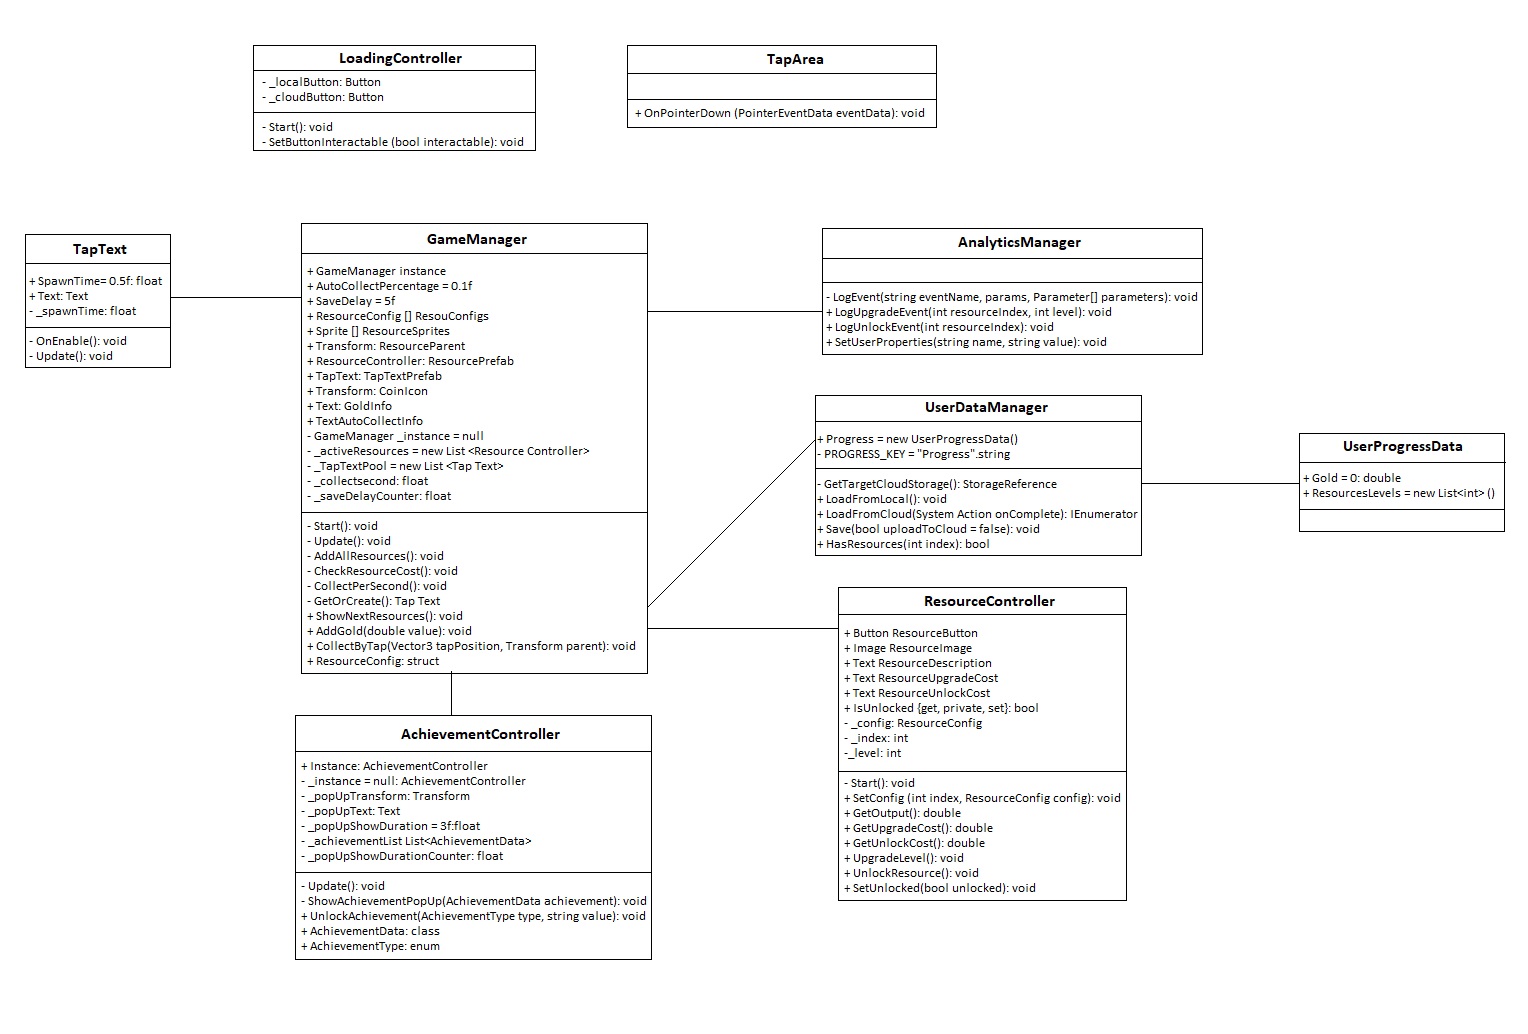 LoadingController
- _localButton: Button
- _cloudButton: Button
- Start(): void
- SetButtonInteractable (bool interactable): void
TapArea
+ OnPointerDown (PointerEventData eventData): void
TapText
+ SpawnTime= 0.5f: float
+ Text: Text
- _spawnTime: float
- OnEnable(): void
- Update(): void
GameManager
+ GameManager instance
+ AutoCollectPercentage = 0.1f
+ SaveDelay = 5f
+ ResourceConfig [] ResouConfigs
+ Sprite [] ResourceSprites
+ Transform: ResourceParent
+ ResourceController: ResourcePrefab
+ TapText: TapTextPrefab
+ Transform: CoinIcon
+ Text: GoldInfo
+ TextAutoCollectInfo
- GameManager _instance = null
- _activeResources = new List <Resource Controller>
- _TapTextPool = new List <Tap Text>
- _collectsecond: float
- _saveDelayCounter: float
- Start(): void
- Update(): void
- AddAllResources(): void
- CheckResourceCost(): void
- CollectPerSecond(): void
- GetOrCreate(): Tap Text
+ ShowNextResources(): void
+ AddGold(double value): void
+ CollectByTap(Vector3 tapPosition, Transform parent): void
+ ResourceConfig: struct
AnalyticsManager
- LogEvent(string eventName, params, Parameter[] parameters): void
+ LogUpgradeEvent(int resourceIndex, int level): void
+ LogUnlockEvent(int resourceIndex): void
+ SetUserProperties(string name, string value): void
UserDataManager
+ Progress = new UserProgressData()
- PROGRESS_KEY = "Progress".string
- GetTargetCloudStorage(): StorageReference
+ LoadFromLocal(): void
+ LoadFromCloud(System Action onComplete): IEnumerator
+ Save(bool uploadToCloud = false): void
+ HasResources(int index): bool
UserProgressData
+ Gold = 0: double
+ ResourcesLevels = new List<int> ()
ResourceController
+ Button ResourceButton
+ Image ResourceImage
+ Text ResourceDescription
+ Text ResourceUpgradeCost
+ Text ResourceUnlockCost
+ IsUnlocked {get, private, set}: bool
- _config: ResourceConfig
- _index: int
-_level: int
- Start(): void
+ SetConfig (int index, ResourceConfig config): void
+ GetOutput(): double
+ GetUpgradeCost(): double
+ GetUnlockCost(): double
+ UpgradeLevel(): void
+ UnlockResource(): void
+ SetUnlocked(bool unlocked): void
AchievementController
+ Instance: AchievementController
- _instance = null: AchievementController
- _popUpTransform: Transform
- _popUpText: Text
- _popUpShowDuration = 3f:float
- _achievementList List<AchievementData>
- _popUpShowDurationCounter: float
- Update(): void
- ShowAchievementPopUp(AchievementData achievement): void
+ UnlockAchievement(AchievementType type, string value): void
+ AchievementData: class
+ AchievementType: enum